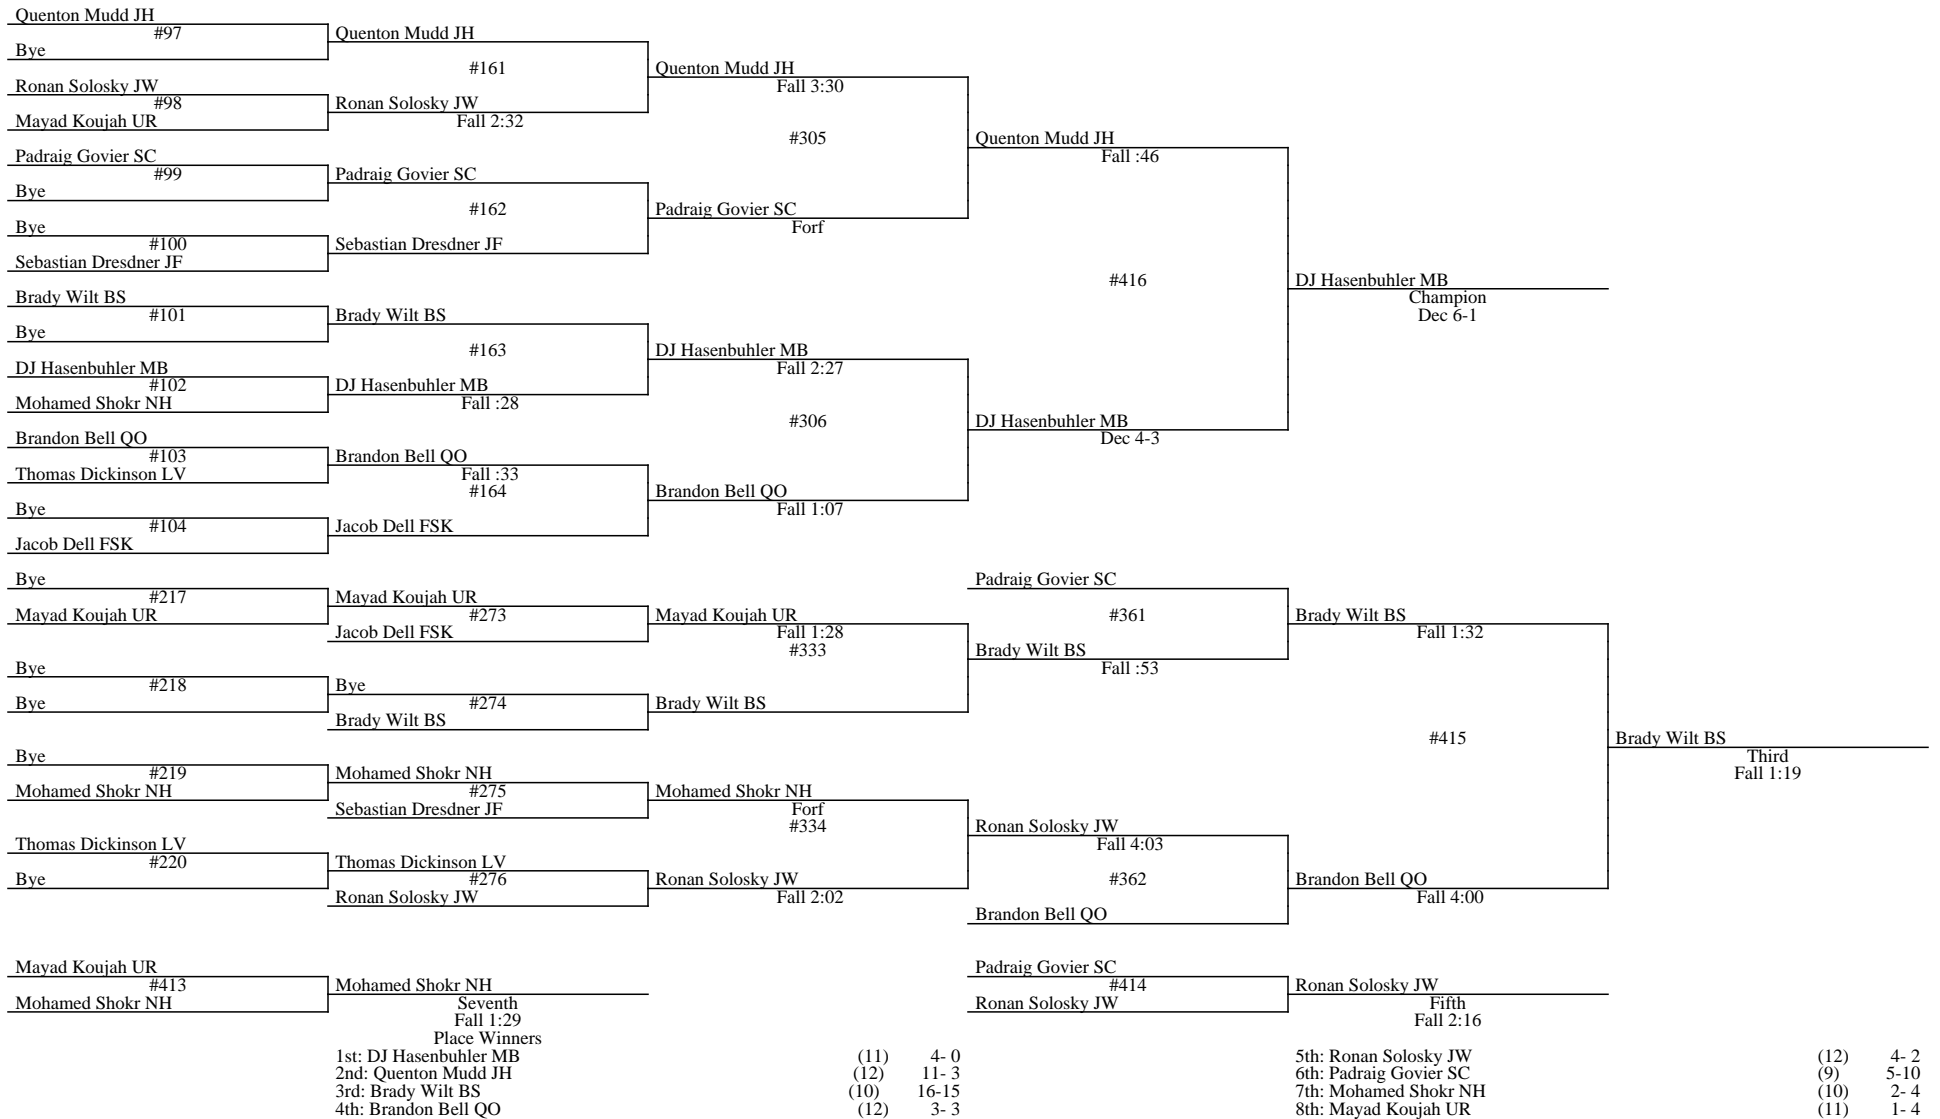 Quenton Mudd JH
#97
Bye
Quenton Mudd JH
#161
Ronan Solosky JW
#98
Mayad Koujah UR
Ronan Solosky JW
Fall 2:32
Quenton Mudd JH
Fall 3:30
#305
Padraig Govier SC
#99
Bye
Padraig Govier SC
#162
Bye
#100
Sebastian Dresdner JF
Sebastian Dresdner JF
Padraig Govier SC
Forf
Quenton Mudd JH
Fall :46
#416
Brady Wilt BS
#101
Bye
Brady Wilt BS
#163
DJ Hasenbuhler MB
#102
Mohamed Shokr NH
DJ Hasenbuhler MB
Fall :28
DJ Hasenbuhler MB
Fall 2:27
#306
Brandon Bell QO
#103
Thomas Dickinson LV
Brandon Bell QO
Fall :33
#164
Bye
#104
Jacob Dell FSK
Jacob Dell FSK
Brandon Bell QO
Fall 1:07
DJ Hasenbuhler MB
Dec 4-3
DJ Hasenbuhler MB
Champion
Dec 6-1
Bye
#217
Mayad Koujah UR
Mayad Koujah UR
#273
Jacob Dell FSK
Mayad Koujah UR
Fall 1:28
#333
Bye
#218
Bye
Bye
#274
Brady Wilt BS
Brady Wilt BS
Padraig Govier SC
#361
Brady Wilt BS
Fall :53
Brady Wilt BS
Fall 1:32
#415
Bye
#219
Mohamed Shokr NH
Mohamed Shokr NH
#275
Sebastian Dresdner JF
Mohamed Shokr NH
Forf
#334
Thomas Dickinson LV
#220
Bye
Thomas Dickinson LV
#276
Ronan Solosky JW
Ronan Solosky JW
Fall 2:02
Ronan Solosky JW
Fall 4:03
#362
Brandon Bell QO
Brandon Bell QO
Fall 4:00
Brady Wilt BS
Third
Fall 1:19
Mayad Koujah UR
#413
Mohamed Shokr NH
Mohamed Shokr NH
Seventh
Fall 1:29
Padraig Govier SC
#414
Ronan Solosky JW
Ronan Solosky JW
Fifth
Fall 2:16
Place Winners
1st: DJ Hasenbuhler MB (11) 4- 0
2nd: Quenton Mudd JH (12) 11- 3
3rd: Brady Wilt BS (10) 16-15
4th: Brandon Bell QO (12) 3- 3
5th: Ronan Solosky JW (12) 4- 2
6th: Padraig Govier SC (9) 5-10
7th: Mohamed Shokr NH (10) 2- 4
8th: Mayad Koujah UR (11) 1- 4